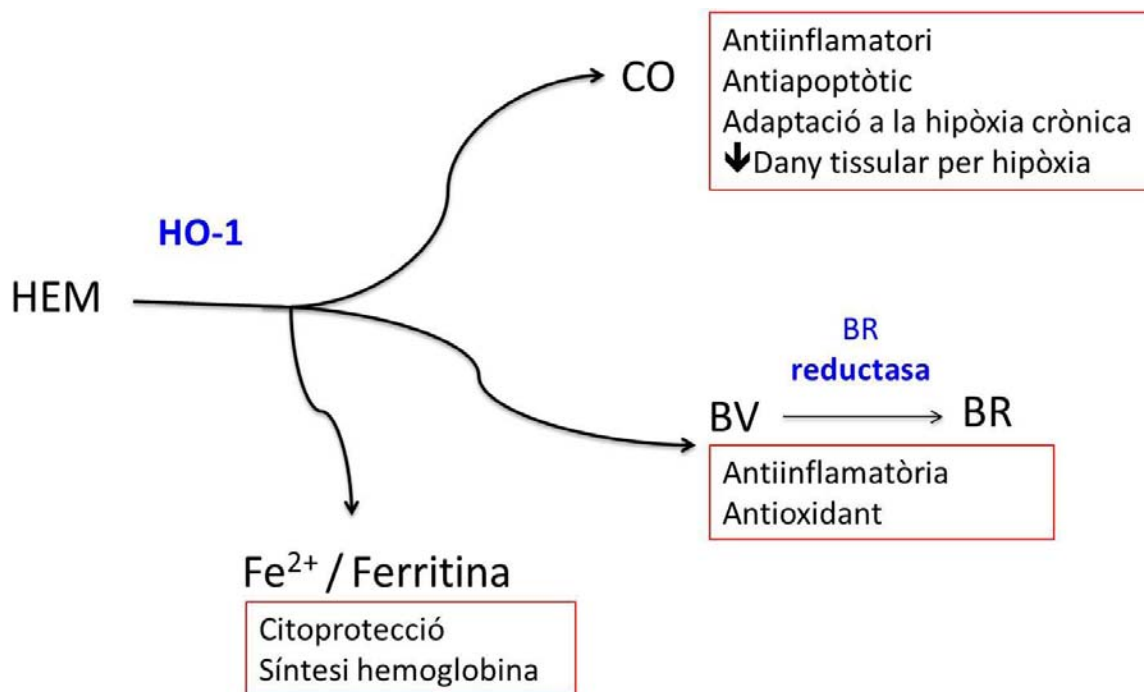 CO
Antiinflamatori
Antiapoptòtic
Adaptació a la hipòxia crònica
↓Dany tissular per hipòxia
HO-1
HEM
BR
reductasa
BV
BR
Antiinflamatòria
Antioxidant
Fe²⁺ / Ferritina
Citoprotecció
Síntesi hemoglobina